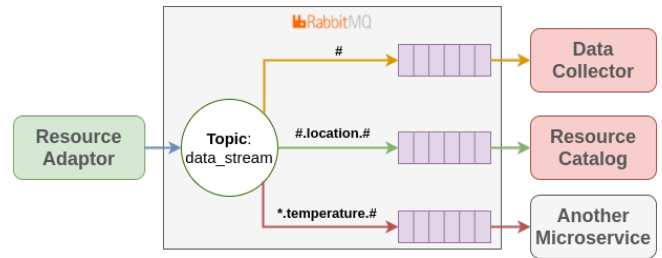 RabbitMQ
#
Data
Collector
Resource
Adaptor
Topic:
data_stream
#.location.#
Resource
Catalog
*.temperature.#
Another
Microservice